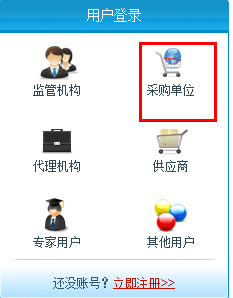 用户登录
监管机构 采购单位
代理机构 供应商
专家用户 其他用户
还没账号？立即注册>>